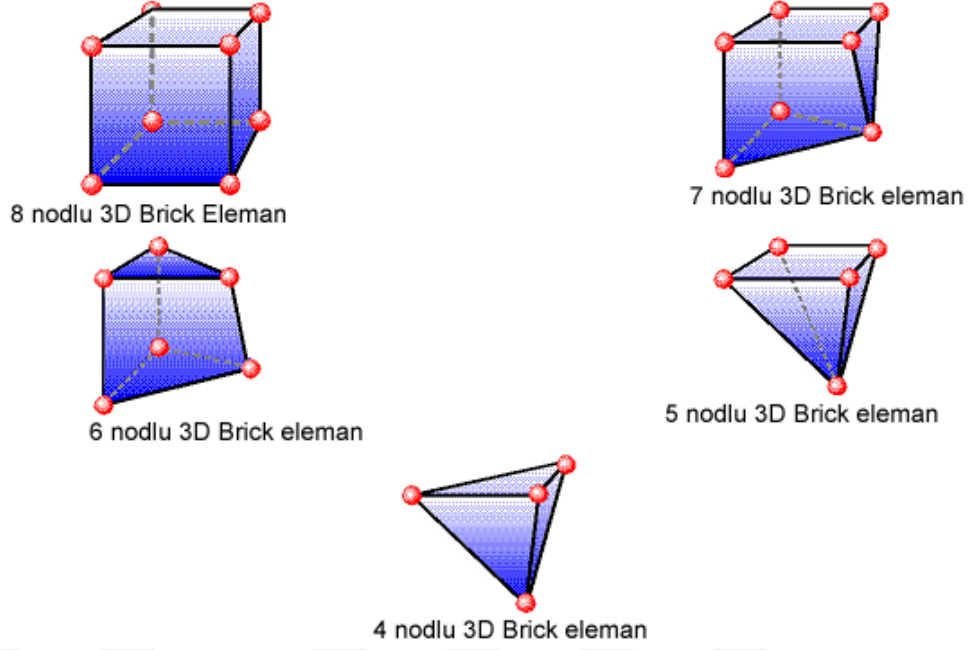 8 nodlu 3D Brick Eleman
7 nodlu 3D Brick eleman
6 nodlu 3D Brick eleman
5 nodlu 3D Brick eleman
4 nodlu 3D Brick eleman